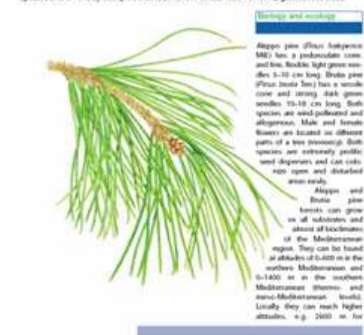 Biology and ecology
Aleppo pine (Pinus halepensis
Mill.) has a pedunculate cone
and fine, flexible light green nee-
dles 5–10 cm long. Brutia pine
(Pinus brutia Ten.) has a sessile
cone and strong, dark green
needles 10–18 cm long. Both
species are wind-pollinated and
allogamous. Male and female
flowers are located on different
parts of a tree (monoecy). Both
species are extremely prolific
seed dispersers and can colo-
nize open and disturbed
areas easily.
Aleppo and
Brutia pine
forests can grow
on all substrates and
almost all bioclimates
of the Mediterranean
region. They can be found
at altitudes of 0–600 m in the
northern Mediterranean and
0–1400 m in the southern
Mediterranean (thermo- and
meso-Mediterranean levels).
Locally they can reach higher
altitudes, e.g. 2600 m for